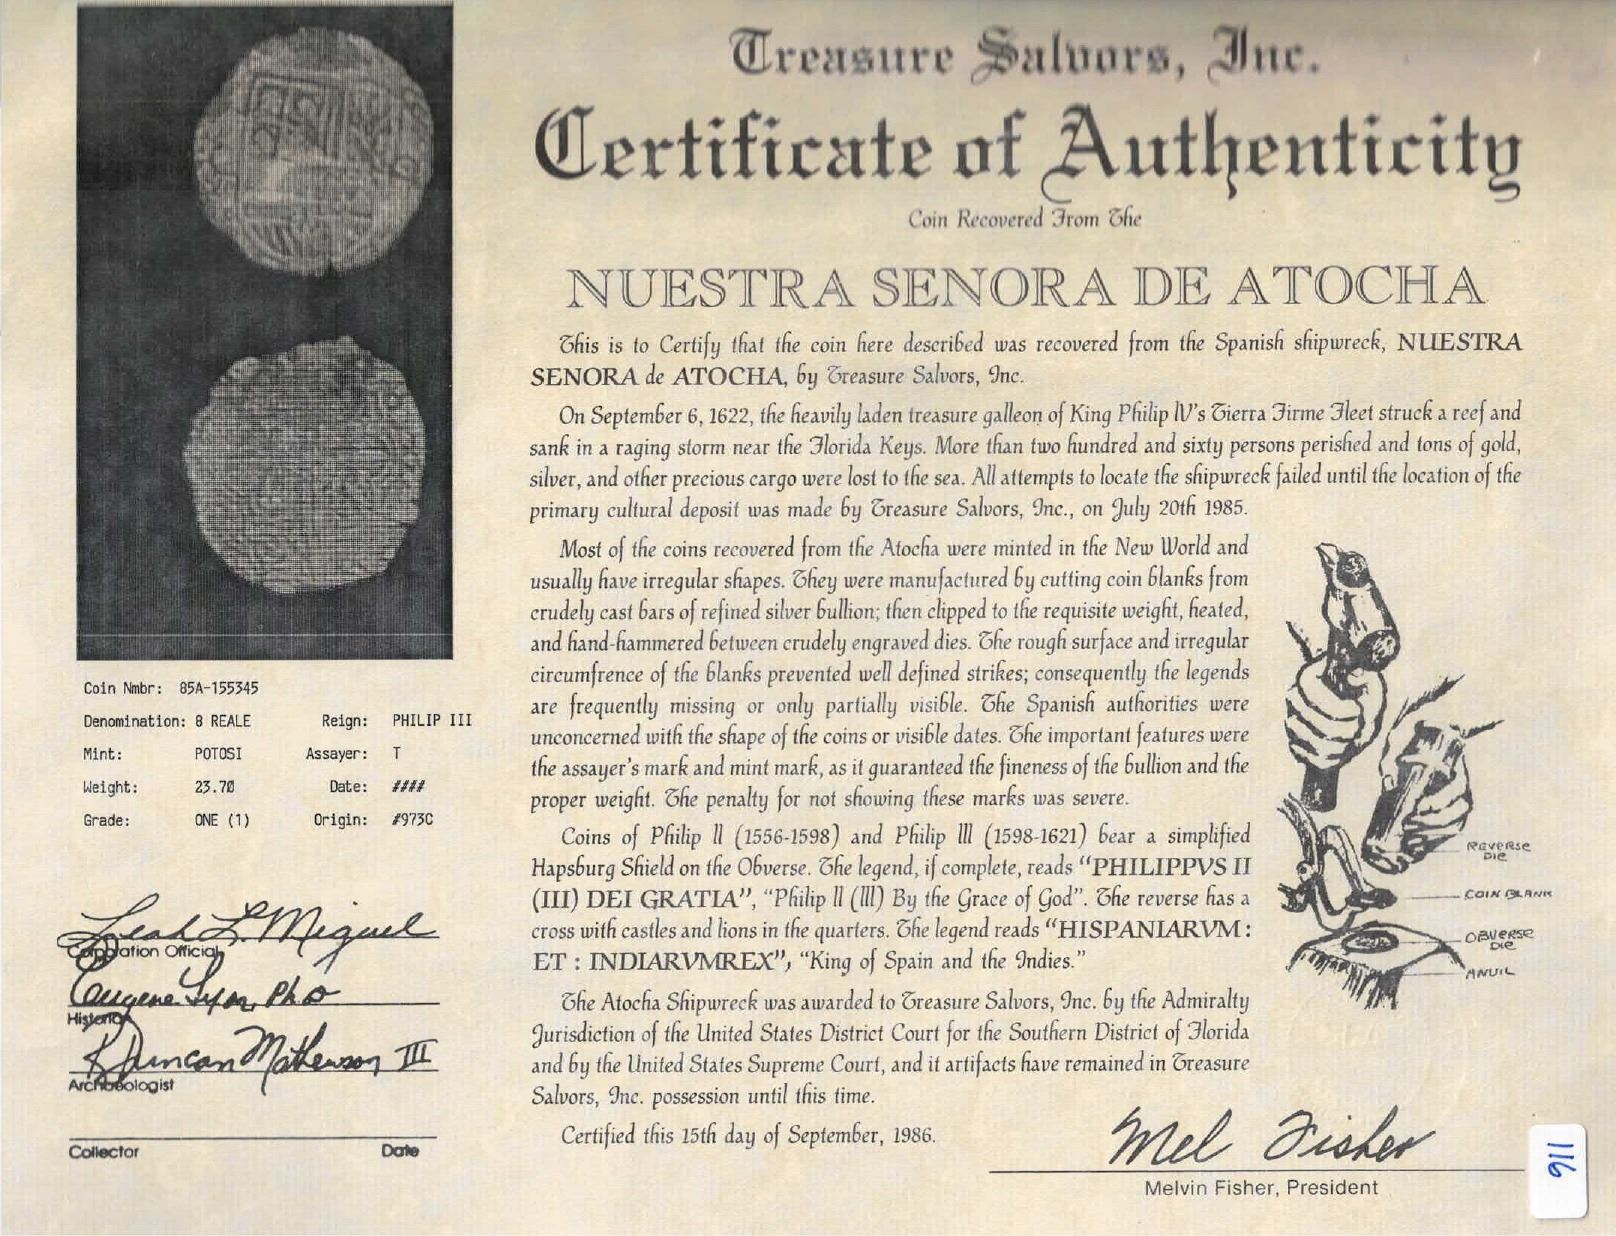 Treasure Salvors, Inc.
Certificate of Authenticity
Coin Recovered From The
NUESTRA SENORA DE ATOCHA
This is to Certify that the coin here described was recovered from the Spanish shipwreck, NUESTRA
SENORA de ATOCHA, by Treasure Salvors, Inc.
On September 6, 1622, the heavily laden treasure galleon of King Philip IV's Tierra Firme Fleet struck a reef and
sank in a raging storm near the Florida Keys. More than two hundred and sixty persons perished and tons of gold,
silver, and other precious cargo were lost to the sea. All attempts to locate the shipwreck failed until the location of the
primary cultural deposit was made by Treasure Salvors, Inc., on July 20th 1985.
Most of the coins recovered from the Atocha were minted in the New World and
usually have irregular shapes. They were manufactured by cutting coin blanks from
crudely cast bars of refined silver bullion; then clipped to the requisite weight, heated,
and hand-hammered between crudely engraved dies. The rough surface and irregular
circumfrence of the blanks prevented well defined strikes; consequently the legends
are frequently missing or only partially visible. The Spanish authorities were
unconcerned with the shape of the coins or visible dates. The important features were
the assayer's mark and mint mark, as it guaranteed the fineness of the bullion and the
proper weight. The penalty for not showing these marks was severe.
Coins of Philip II (1556-1598) and Philip III (1598-1621) bear a simplified
Hapsburg Shield on the Obverse. The legend, if complete, reads "PHILIPPVS II
(III) DEI GRATIA", "Philip II (III) By the Grace of God". The reverse has a
cross with castles and lions in the quarters. The legend reads "HISPANIARVM :
ET : INDIARVMREX", "King of Spain and the Indies."
The Atocha Shipwreck was awarded to Treasure Salvors, Inc. by the Admiralty
Jurisdiction of the United States District Court for the Southern District of Florida
and by the United States Supreme Court, and it artifacts have remained in Treasure
Salvors, Inc. possession until this time.
Certified this 15th day of September, 1986.
REVERSE
DIE
COIN BLANK
OBVERSE
DIE
ANVIL
Mel Fisher
Melvin Fisher, President
Coin Nmbr: 85A-155345
Denomination: 8 REALE Reign: PHILIP III
Mint: POTOSI Assayer: T
Weight: 23.70 Date: ####
Grade: ONE (1) Origin: #973C
Leah L. Miguel
Corporation Official
Eugene Lyon, PhD
Historian
R Duncan Mathewson III
Archaeologist
Collector Date
116